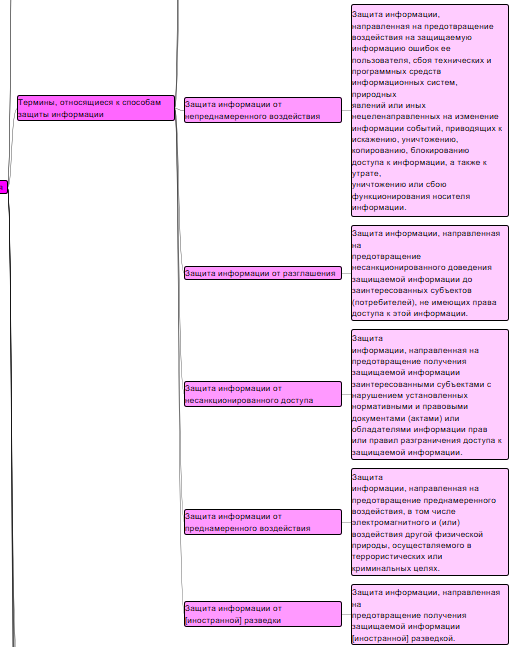 Термины, относящиеся к способам
защиты информации
Защита информации от
непреднамеренного воздействия
Защита информации,
направленная на предотвращение
воздействия на защищаемую
информацию ошибок ее
пользователя, сбоя технических и
программных средств
информационных систем,
природных
явлений или иных
нецеленаправленных на изменение
информации событий, приводящих к
искажению, уничтожению,
копированию, блокированию
доступа к информации, а также к
утрате,
уничтожению или сбою
функционирования носителя
информации.
Защита информации от разглашения
Защита информации, направленная
на
предотвращение
несанкционированного доведения
защищаемой информации до
заинтересованных субъектов
(потребителей), не имеющих права
доступа к этой информации.
Защита информации от
несанкционированного доступа
Защита
информации, направленная на
предотвращение получения
защищаемой информации
заинтересованными субъектами с
нарушением установленных
нормативными и правовыми
документами (актами) или
обладателями информации прав
или правил разграничения доступа к
защищаемой информации.
Защита информации от
преднамеренного воздействия
Защита
информации, направленная на
предотвращение преднамеренного
воздействия, в том числе
электромагнитного и (или)
воздействия другой физической
природы, осуществляемого в
террористических или
криминальных целях.
Защита информации от
[иностранной] разведки
Защита информации, направленная
на
предотвращение получения
защищаемой информации
[иностранной] разведкой.